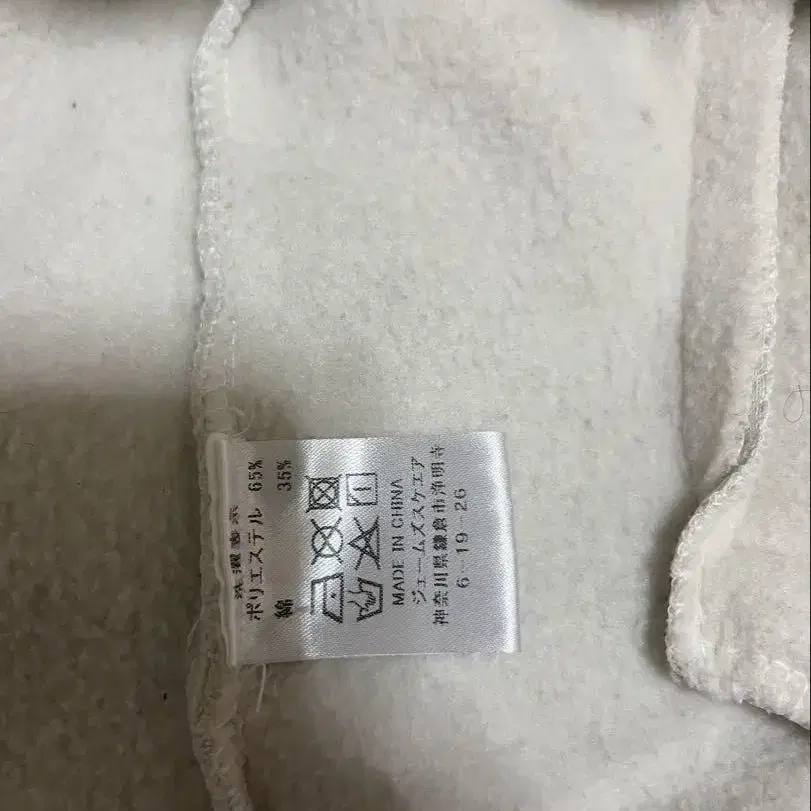 ポリエステル 65%
綿 35%
MADE IN CHINA
ジェームズスケエア
神奈川県鎌倉市浄明寺
6-19-26